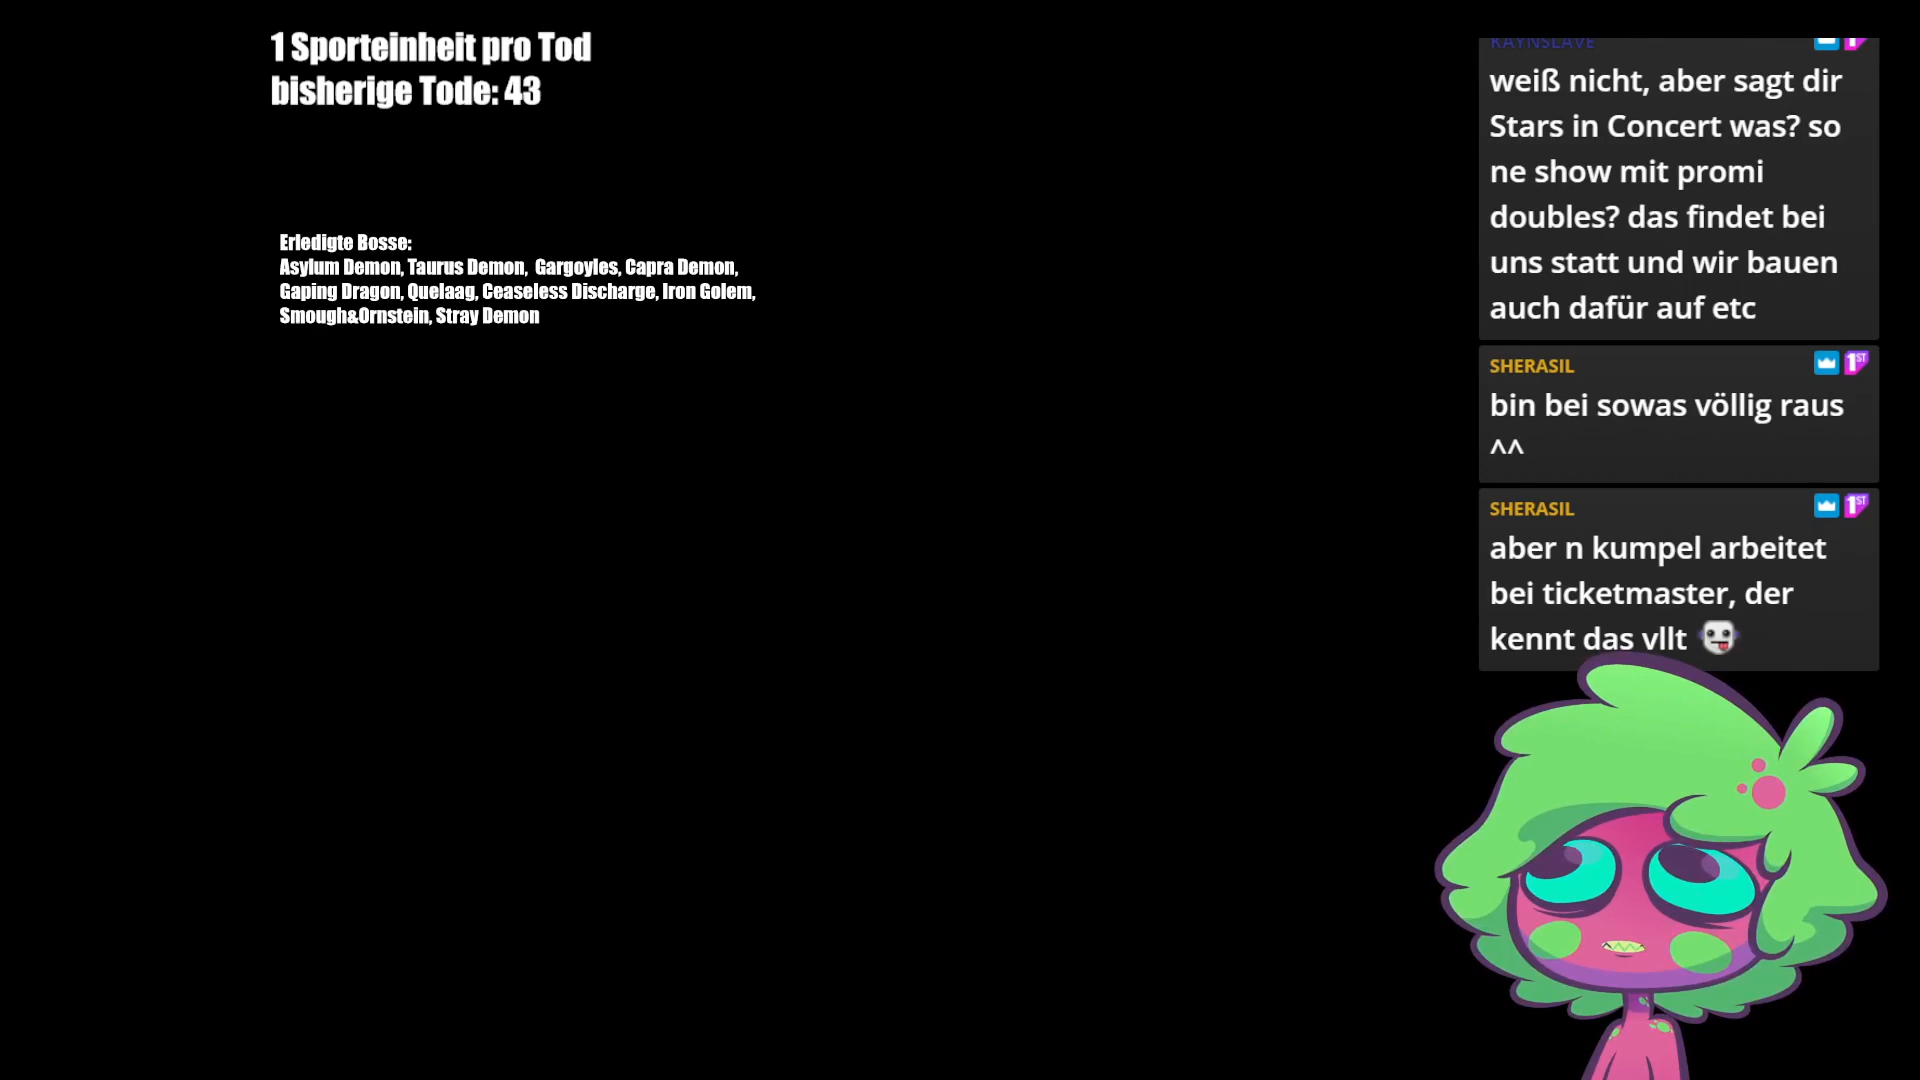 1 Sporteinheit pro Tod
bisherige Tode: 43
Erledigte Bosse:
Asylum Demon, Taurus Demon, Gargoyles, Capra Demon,
Gaping Dragon, Quelaag, Ceaseless Discharge, Iron Golem,
Smough&Ornstein, Stray Demon
KAYNSLAVE
weiß nicht, aber sagt dir
Stars in Concert was? so
ne show mit promi
doubles? das findet bei
uns statt und wir bauen
auch dafür auf etc
SHERASIL 1ST
bin bei sowas völlig raus
^^
SHERASIL 1ST
aber n kumpel arbeitet
bei ticketmaster, der
kennt das vllt